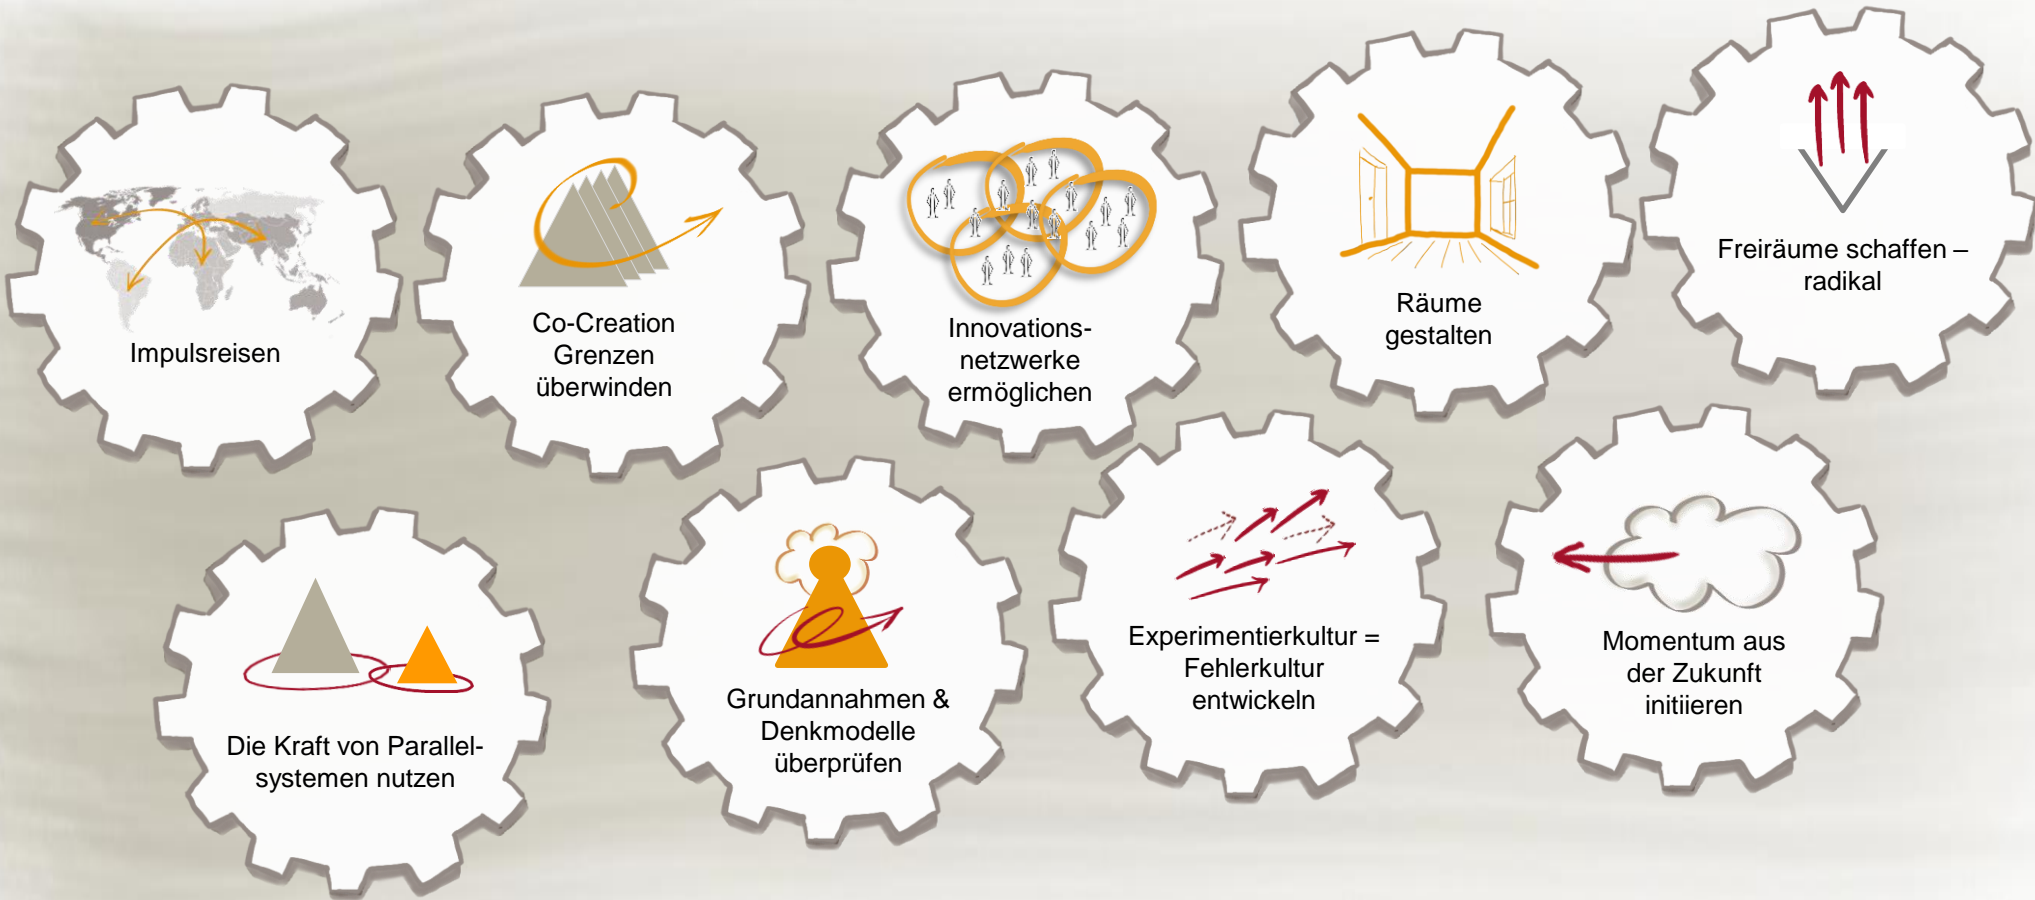 Impulsreisen
Co-Creation
Grenzen
überwinden
Innovations-
netzwerke
ermöglichen
Räume
gestalten
Freiräume schaffen –
radikal
Die Kraft von Parallel-
systemen nutzen
Grundannahmen &
Denkmodelle
überprüfen
Experimentierkultur =
Fehlerkultur
entwickeln
Momentum aus
der Zukunft
initiieren